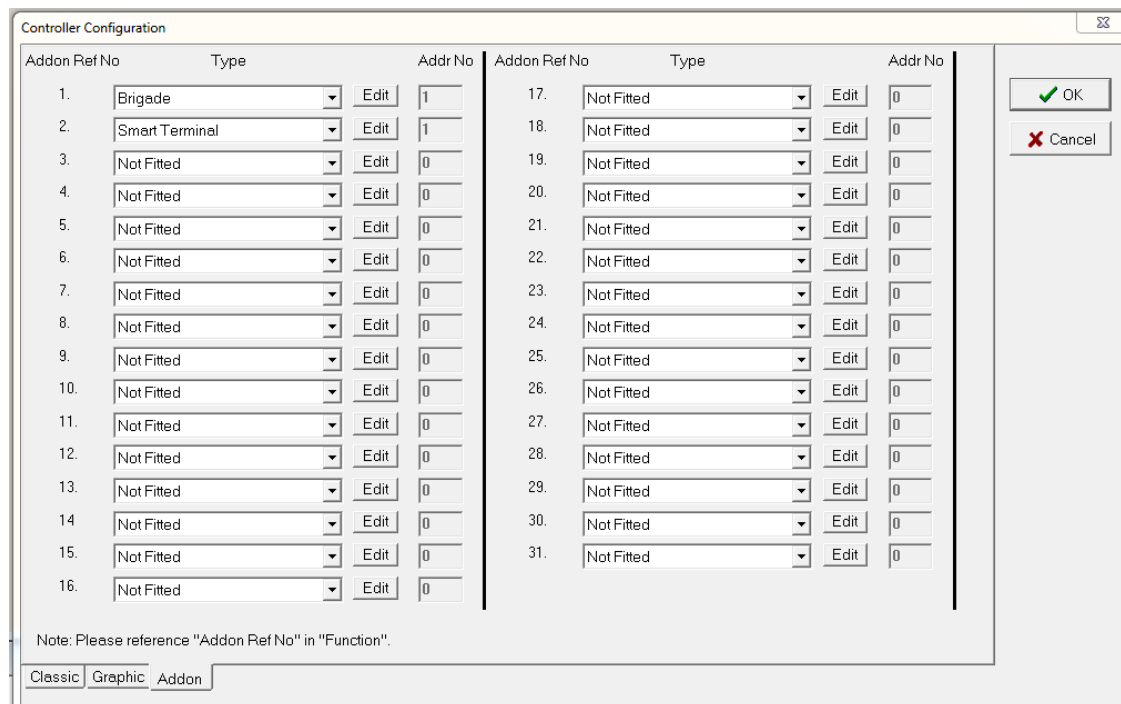 Controller Configuration
Addon Ref No Type Addr No Addon Ref No Type Addr No
1. Brigade Edit 1 17. Not Fitted Edit 0
2. Smart Terminal Edit 1 18. Not Fitted Edit 0
3. Not Fitted Edit 0 19. Not Fitted Edit 0
4. Not Fitted Edit 0 20. Not Fitted Edit 0
5. Not Fitted Edit 0 21. Not Fitted Edit 0
6. Not Fitted Edit 0 22. Not Fitted Edit 0
7. Not Fitted Edit 0 23. Not Fitted Edit 0
8. Not Fitted Edit 0 24. Not Fitted Edit 0
9. Not Fitted Edit 0 25. Not Fitted Edit 0
10. Not Fitted Edit 0 26. Not Fitted Edit 0
11. Not Fitted Edit 0 27. Not Fitted Edit 0
12. Not Fitted Edit 0 28. Not Fitted Edit 0
13. Not Fitted Edit 0 29. Not Fitted Edit 0
14 Not Fitted Edit 0 30. Not Fitted Edit 0
15. Not Fitted Edit 0 31. Not Fitted Edit 0
16. Not Fitted Edit 0
OK
Cancel
Note: Please reference "Addon Ref No" in "Function".
Classic Graphic Addon